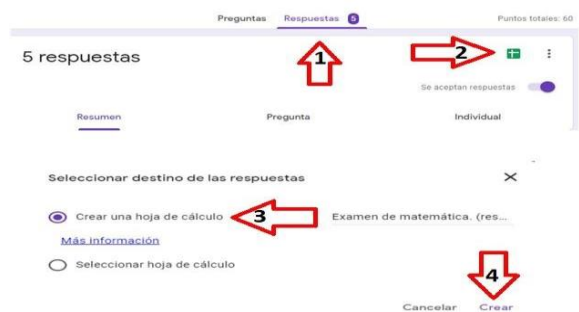 Preguntas Respuestas 5 Puntos totales: 60
5 respuestas
1
2
Se aceptan respuestas
Resumen Pregunta Individual
Seleccionar destino de las respuestas
Crear una hoja de cálculo 3 Examen de matemática. (res...
Más información
Seleccionar hoja de cálculo
4
Cancelar Crear